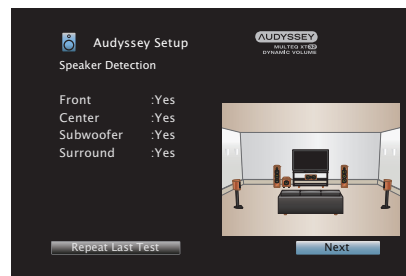 Audyssey Setup
AUDYSSEY
MULTEQ XT32
DYNAMIC VOLUME
Speaker Detection
Front :Yes
Center :Yes
Subwoofer :Yes
Surround :Yes
Repeat Last Test
Next